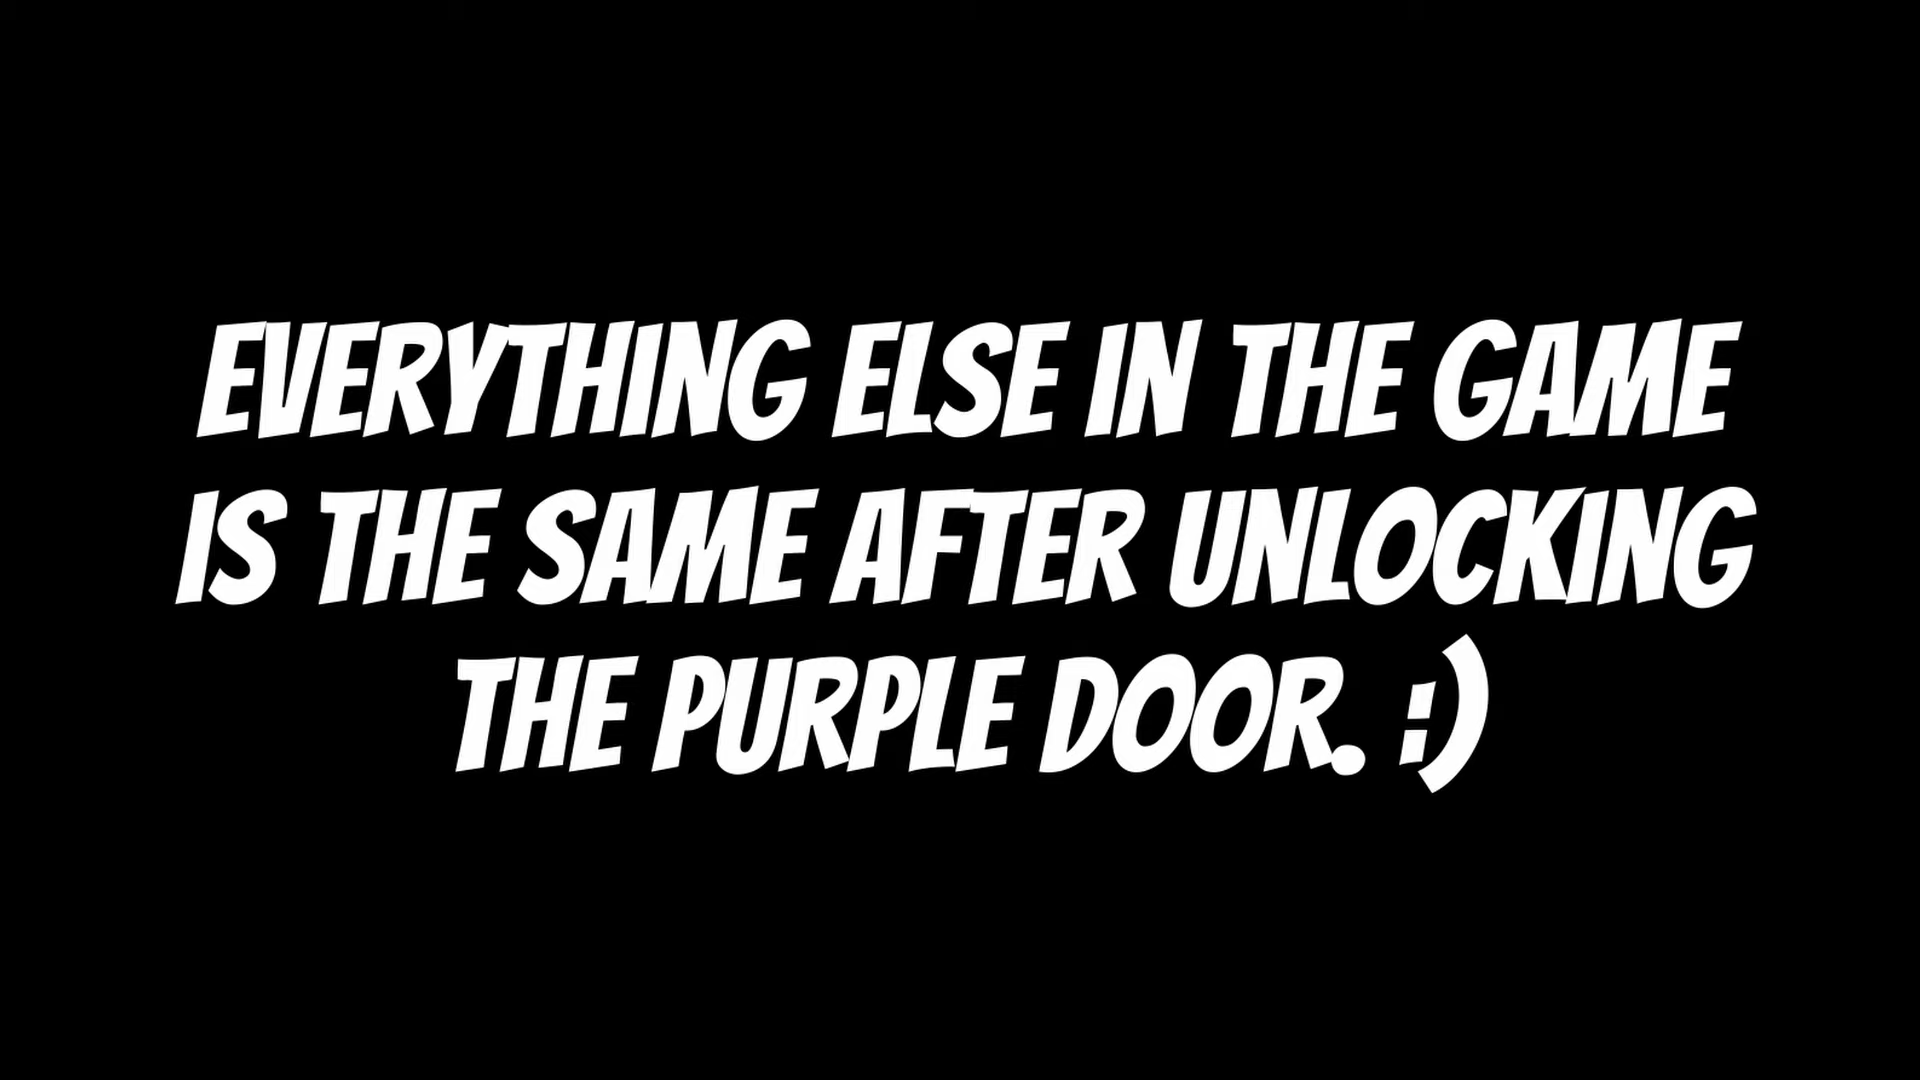 EVERYTHING ELSE IN THE GAME
IS THE SAME AFTER UNLOCKING
THE PURPLE DOOR. :)